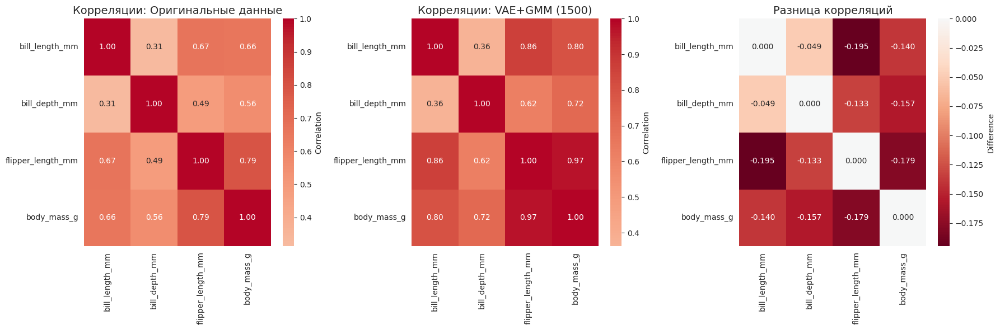 Корреляции: Оригинальные данные
bill_length_mm 1.00 0.31 0.67 0.66
bill_depth_mm 0.31 1.00 0.49 0.56
flipper_length_mm 0.67 0.49 1.00 0.79
body_mass_g 0.66 0.56 0.79 1.00
bill_length_mm
bill_depth_mm
flipper_length_mm
body_mass_g
1.0
0.9
0.8
0.7
0.6
0.5
0.4
Correlation
Корреляции: VAE+GMM (1500)
bill_length_mm 1.00 0.36 0.86 0.80
bill_depth_mm 0.36 1.00 0.62 0.72
flipper_length_mm 0.86 0.62 1.00 0.97
body_mass_g 0.80 0.72 0.97 1.00
bill_length_mm
bill_depth_mm
flipper_length_mm
body_mass_g
1.0
0.9
0.8
0.7
0.6
0.5
0.4
Correlation
Разница корреляций
bill_length_mm 0.000 -0.049 -0.195 -0.140
bill_depth_mm -0.049 0.000 -0.133 -0.157
flipper_length_mm -0.195 -0.133 0.000 -0.179
body_mass_g -0.140 -0.157 -0.179 0.000
bill_length_mm
bill_depth_mm
flipper_length_mm
body_mass_g
0.000
−0.025
−0.050
−0.075
−0.100
−0.125
−0.150
−0.175
Difference